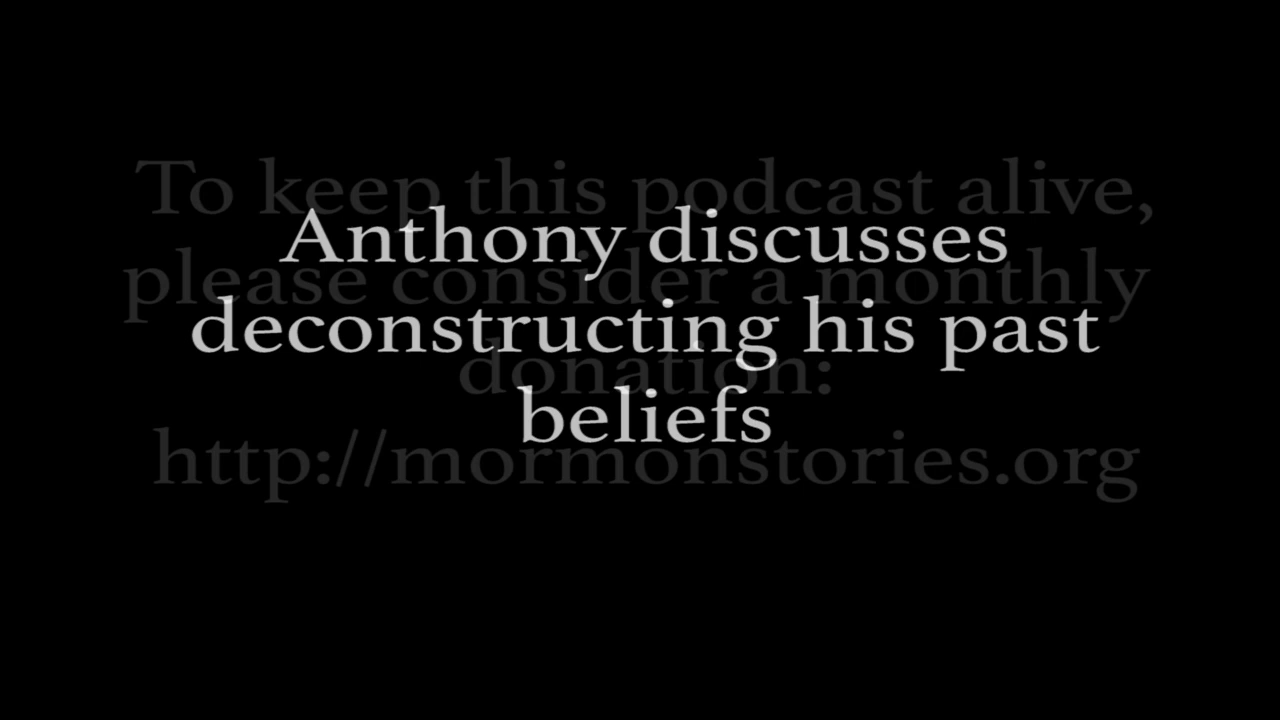 To keep this podcast alive,
please consider a monthly
donation:
http://mormonstories.org
Anthony discusses
deconstructing his past
beliefs